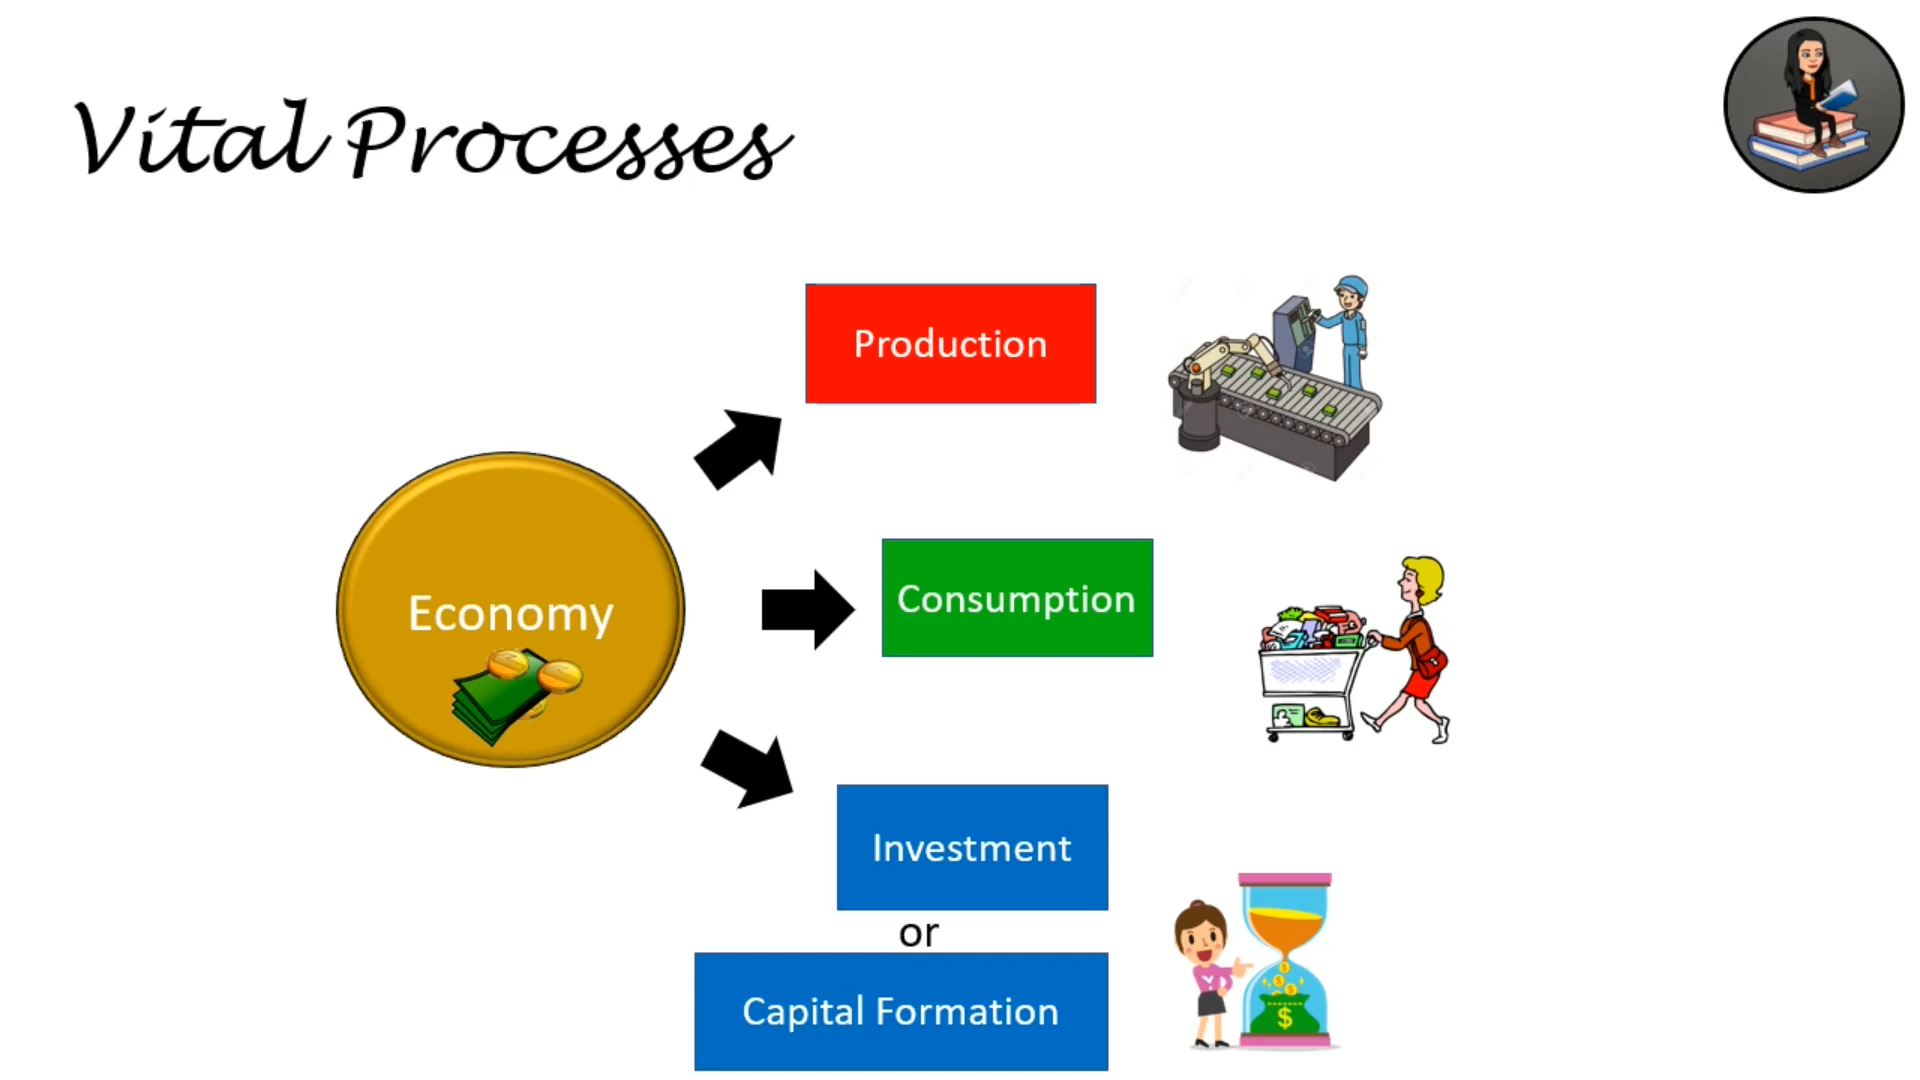 Vital Processes
Production
Economy
Consumption
Investment
or
Capital Formation
$